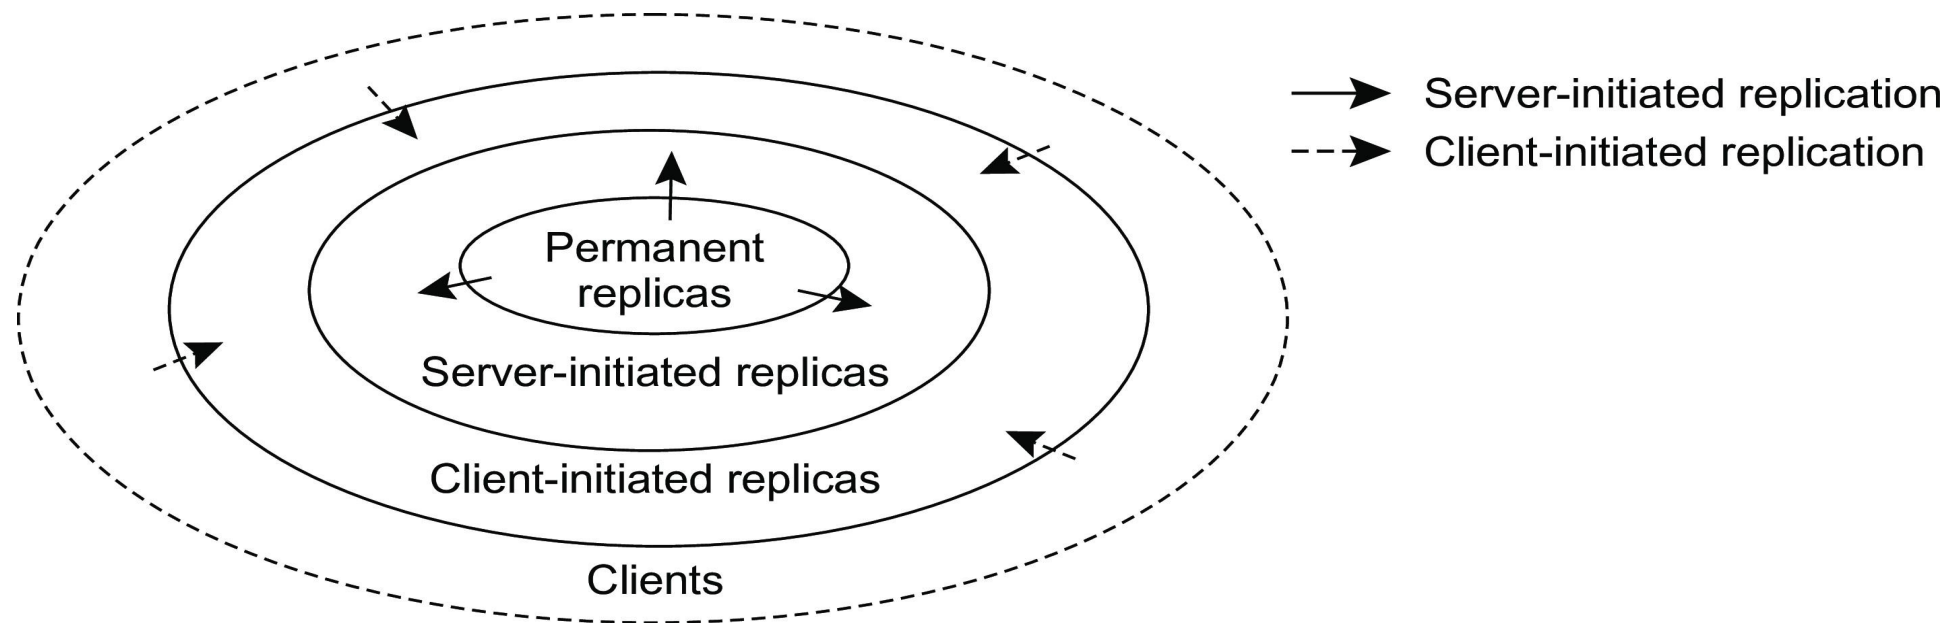 Server-initiated replication
Client-initiated replication
Permanent
replicas
Server-initiated replicas
Client-initiated replicas
Clients